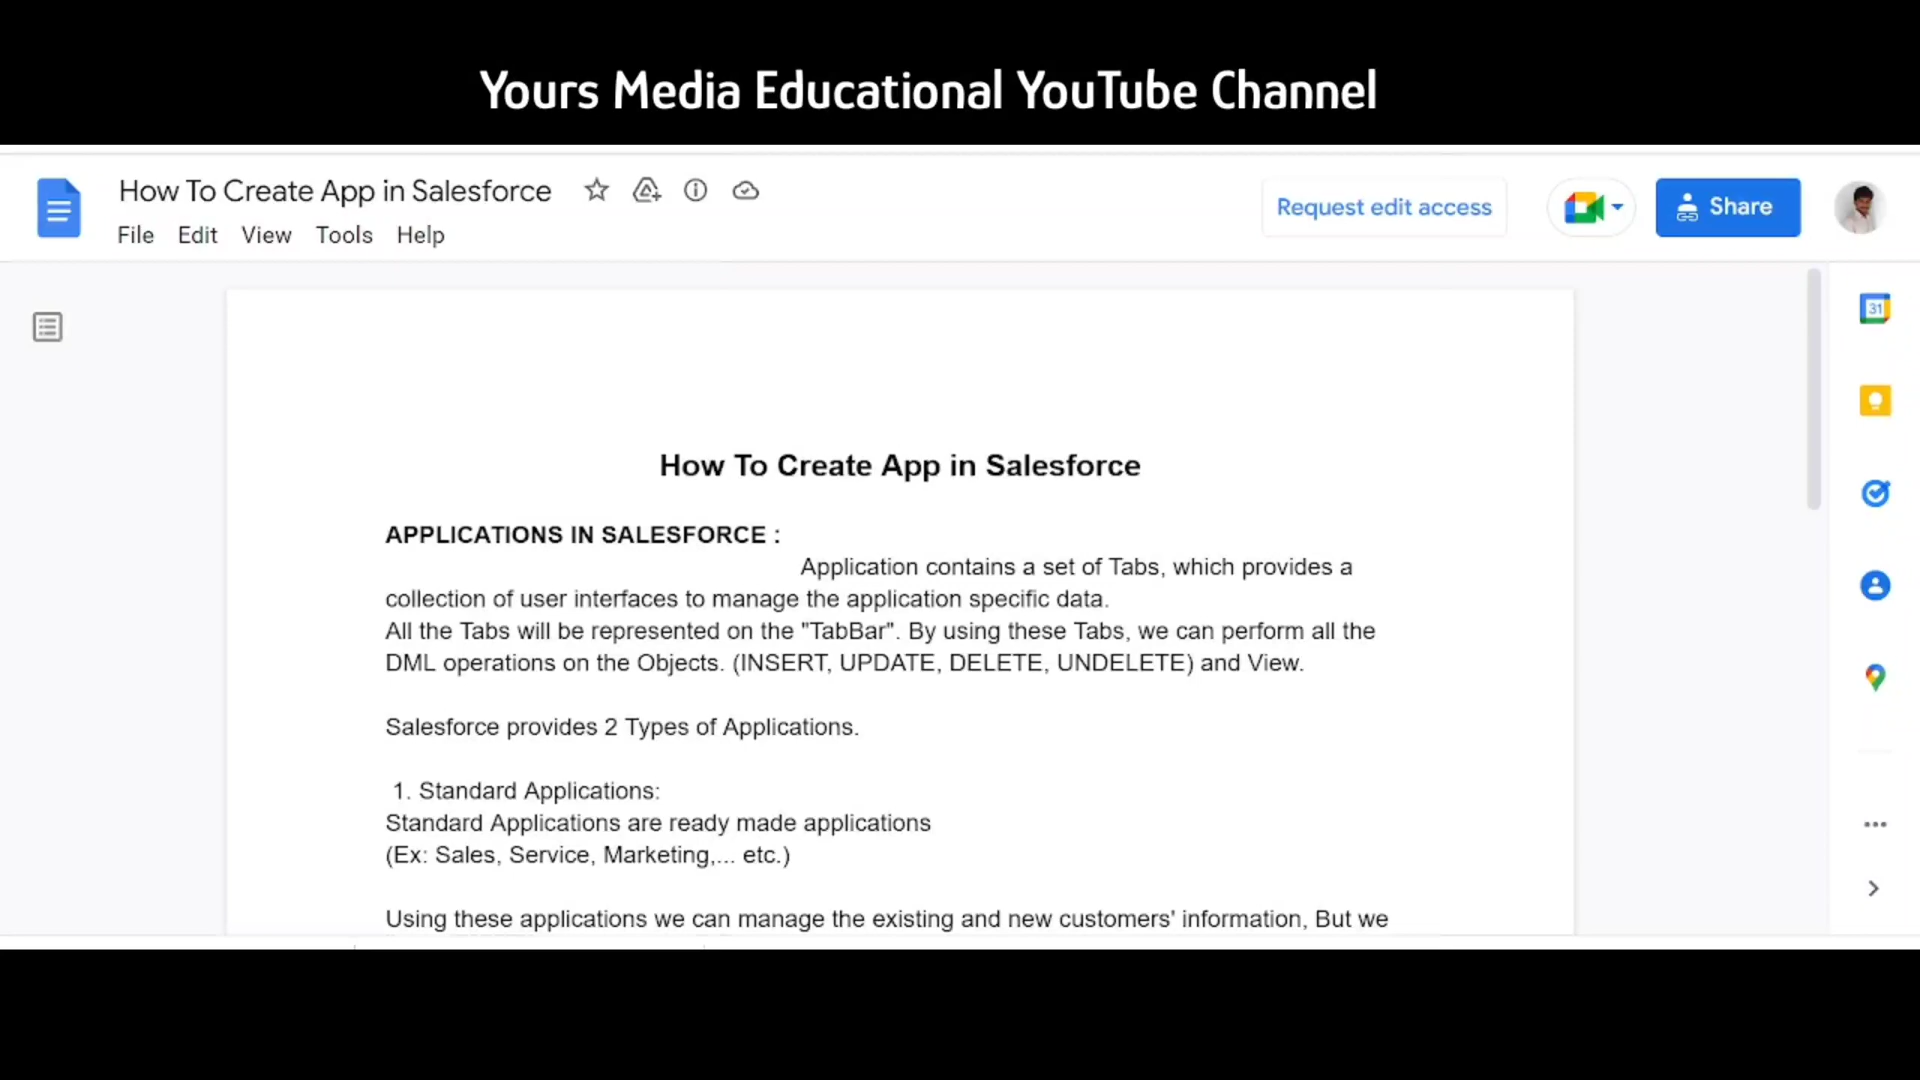 Yours Media Educational YouTube Channel
How To Create App in Salesforce
File Edit View Tools Help
Request edit access
Share
31
How To Create App in Salesforce
APPLICATIONS IN SALESFORCE :
Application contains a set of Tabs, which provides a
collection of user interfaces to manage the application specific data.
All the Tabs will be represented on the "TabBar". By using these Tabs, we can perform all the
DML operations on the Objects. (INSERT, UPDATE, DELETE, UNDELETE) and View.
Salesforce provides 2 Types of Applications.
1. Standard Applications:
Standard Applications are ready made applications
(Ex: Sales, Service, Marketing,... etc.)
Using these applications we can manage the existing and new customers' information, But we